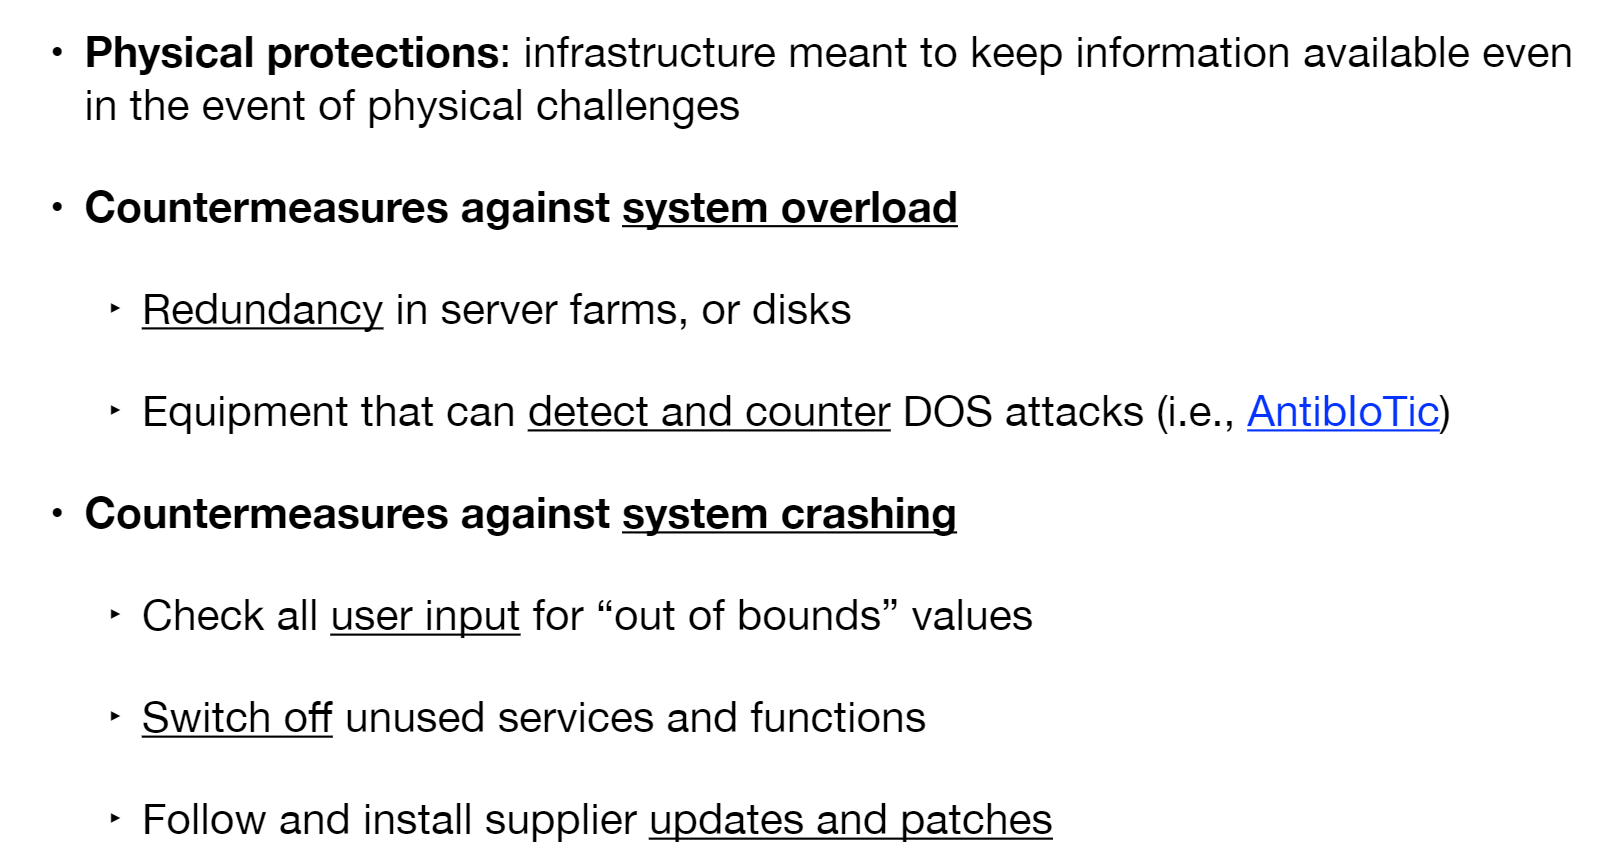 • Physical protections: infrastructure meant to keep information available even
in the event of physical challenges
• Countermeasures against system overload
‣ Redundancy in server farms, or disks
‣ Equipment that can detect and counter DOS attacks (i.e., AntibIoTic)
• Countermeasures against system crashing
‣ Check all user input for “out of bounds” values
‣ Switch off unused services and functions
‣ Follow and install supplier updates and patches